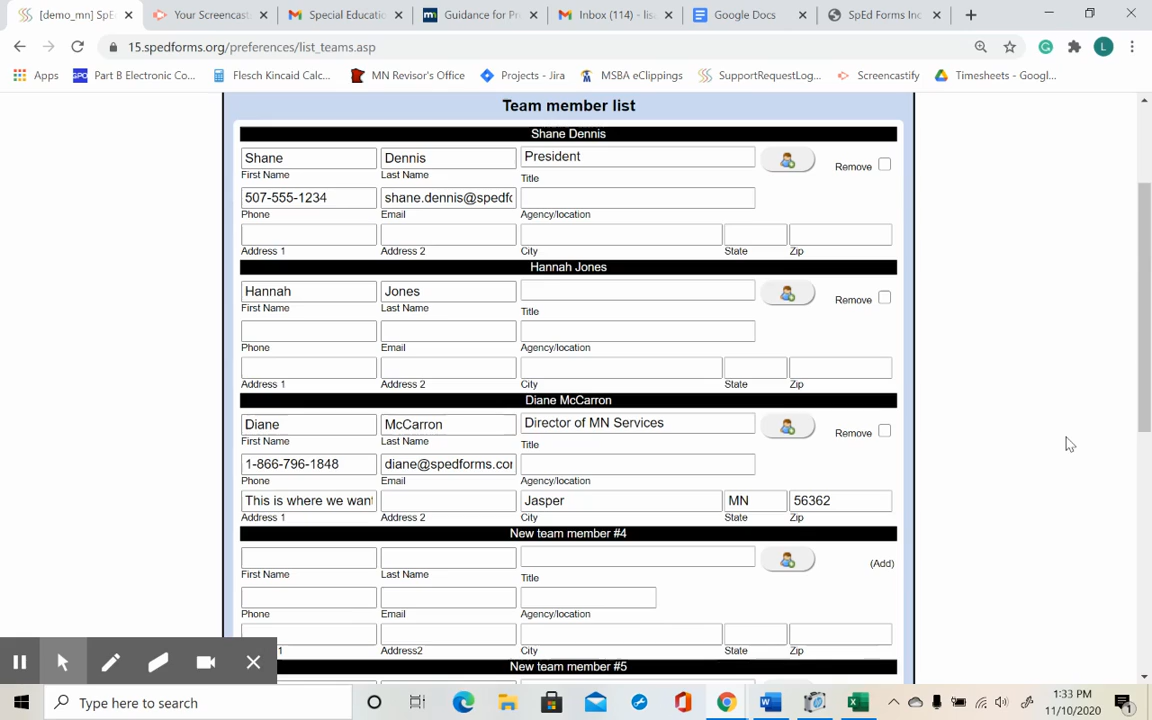 [demo_mn] SpE
Your Screencast
Special Educatio
Guidance for Pr
Inbox (114) - lis
Google Docs
SpEd Forms Inc
15.spedforms.org/preferences/list_teams.asp
L
Apps
GPO
Part B Electronic Co...
Flesch Kincaid Calc...
MN Revisor's Office
Projects - Jira
MSBA eClippings
SupportRequestLog...
Screencastify
Timesheets - Goo...
Team member list
Shane Dennis
Shane
Dennis
President
Remove
First Name
Last Name
Title
507-555-1234
shane.dennis@spedfo
Phone
Email
Agency/location
Address 1
Address 2
City
State
Zip
Hannah Jones
Hannah
Jones
Remove
First Name
Last Name
Title
Phone
Email
Agency/location
Address 1
Address 2
City
State
Zip
Diane McCarron
Diane
McCarron
Director of MN Services
Remove
First Name
Last Name
Title
1-866-796-1848
diane@spedforms.com
Phone
Email
Agency/location
This is where we want
Jasper
MN
56362
Address 1
Address 2
City
State
Zip
New team member #4
(Add)
First Name
Last Name
Title
Phone
Email
Agency/location
1
Address2
City
State
Zip
New team member #5
Type here to search
1:33 PM
11/10/2020
1